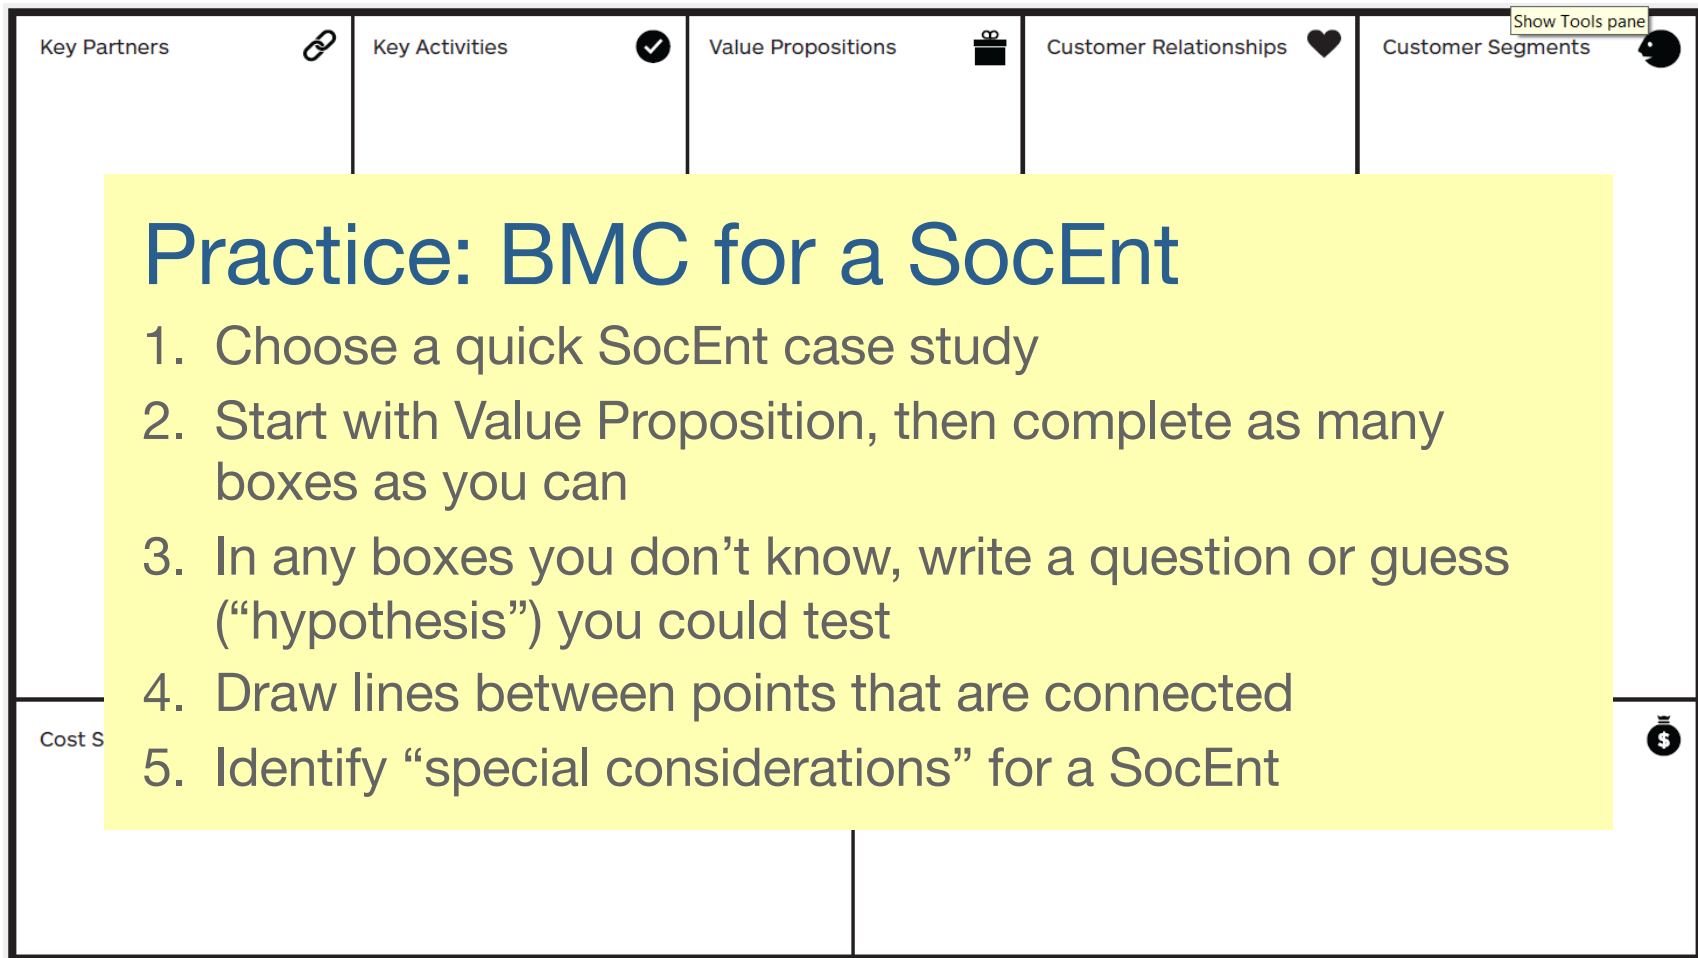 Show Tools pane
Key Partners
Key Activities
Value Propositions
Customer Relationships
Customer Segments
Practice: BMC for a SocEnt
1. Choose a quick SocEnt case study
2. Start with Value Proposition, then complete as many
boxes as you can
3. In any boxes you don’t know, write a question or guess
(“hypothesis”) you could test
4. Draw lines between points that are connected
Cost S
5. Identify “special considerations” for a SocEnt
$